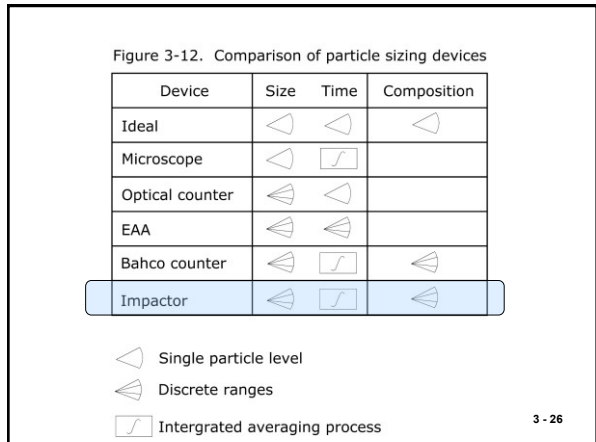 Figure 3-12. Comparison of particle sizing devices
Device Size Time Composition
Ideal
Microscope
Optical counter
EAA
Bahco counter
Impactor
Single particle level
Discrete ranges
Intergrated averaging process
3 - 26